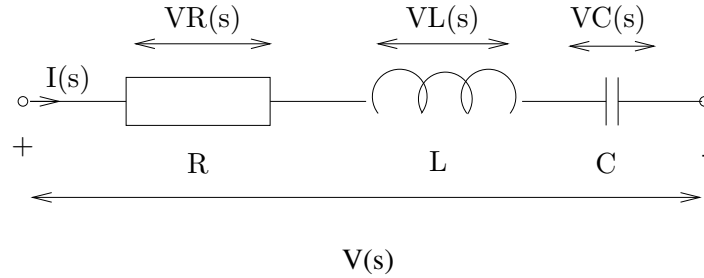 VR(s) VL(s) VC(s)
I(s)
+ -
R L C
V(s)